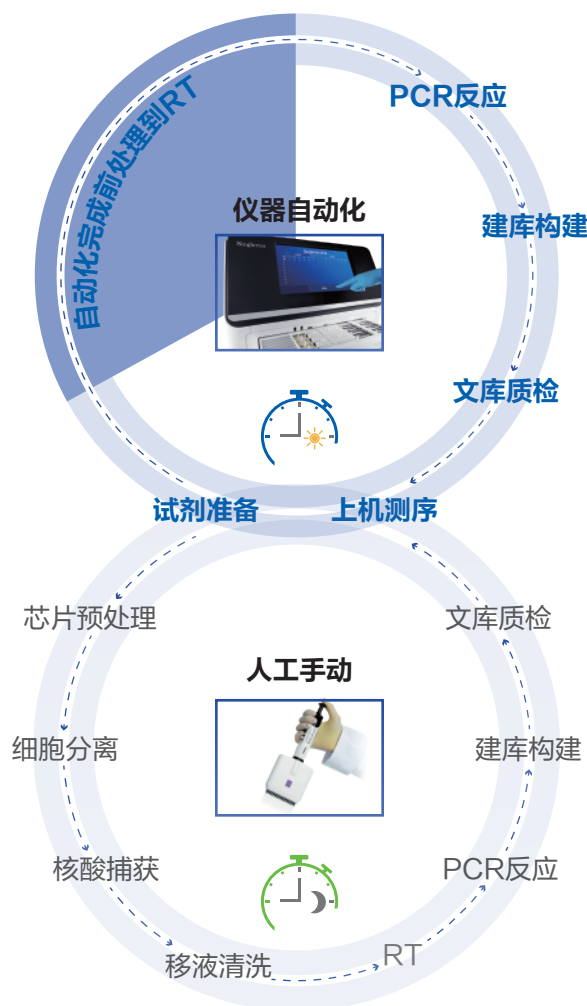 自动化完成前处理到RT
PCR反应
仪器自动化
建库构建
文库质检
试剂准备
上机测序
芯片预处理
文库质检
人工手动
细胞分离
建库构建
核酸捕获
PCR反应
移液清洗
RT